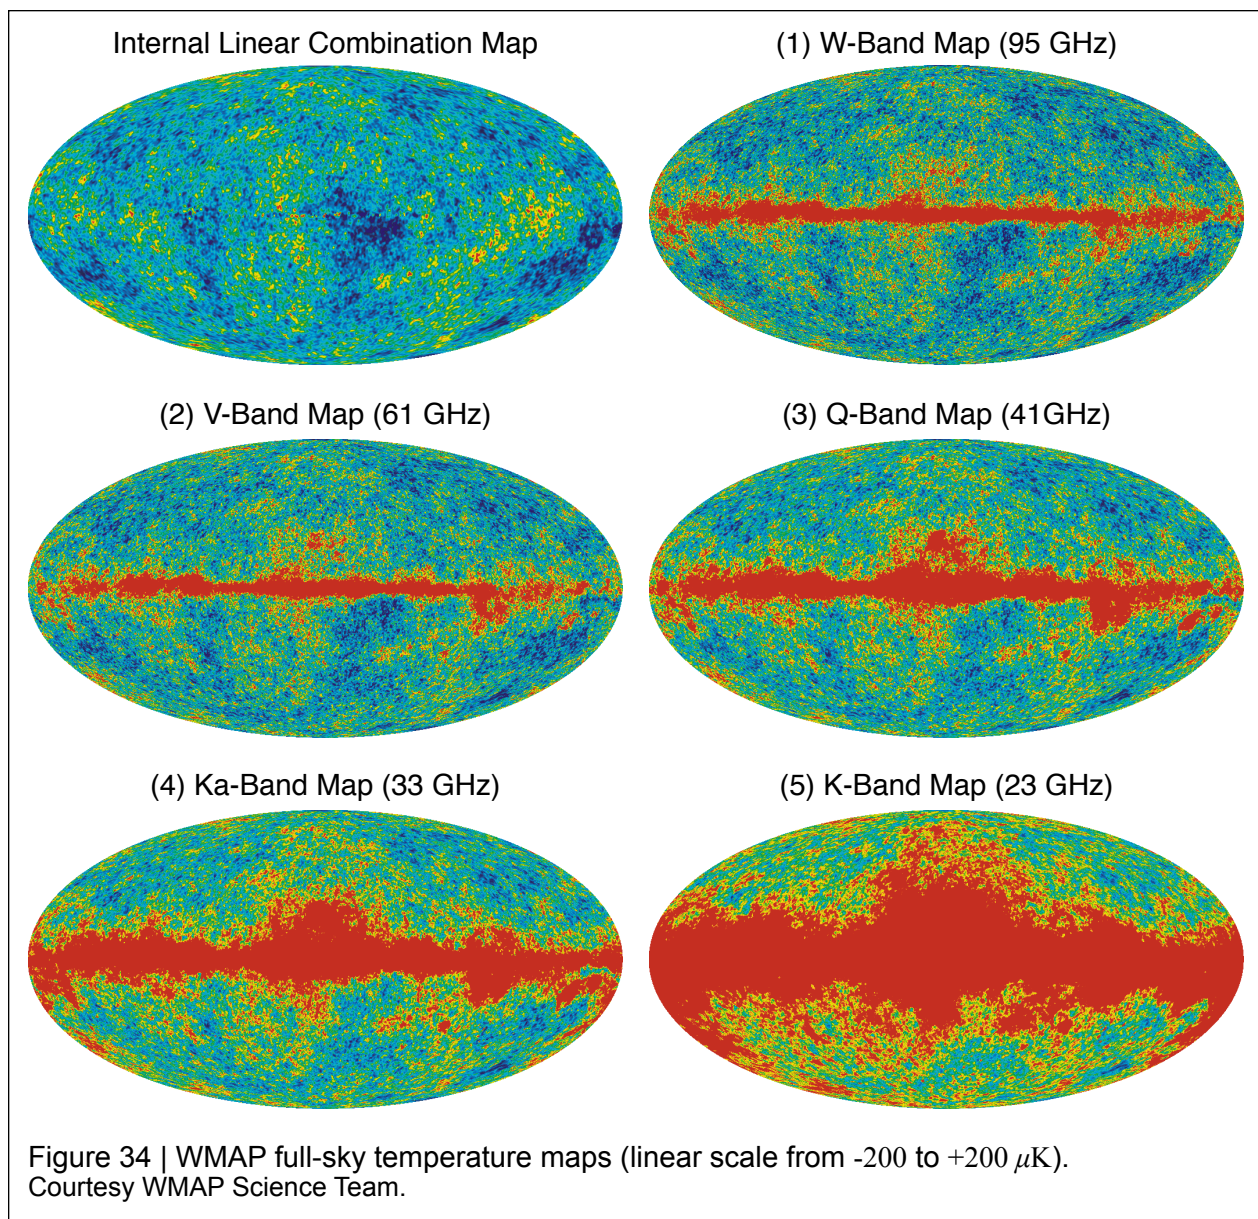 Internal Linear Combination Map
(1) W-Band Map (95 GHz)
(2) V-Band Map (61 GHz)
(3) Q-Band Map (41GHz)
(4) Ka-Band Map (33 GHz)
(5) K-Band Map (23 GHz)
Figure 34 | WMAP full-sky temperature maps (linear scale from -200 to +200 μK).
Courtesy WMAP Science Team.